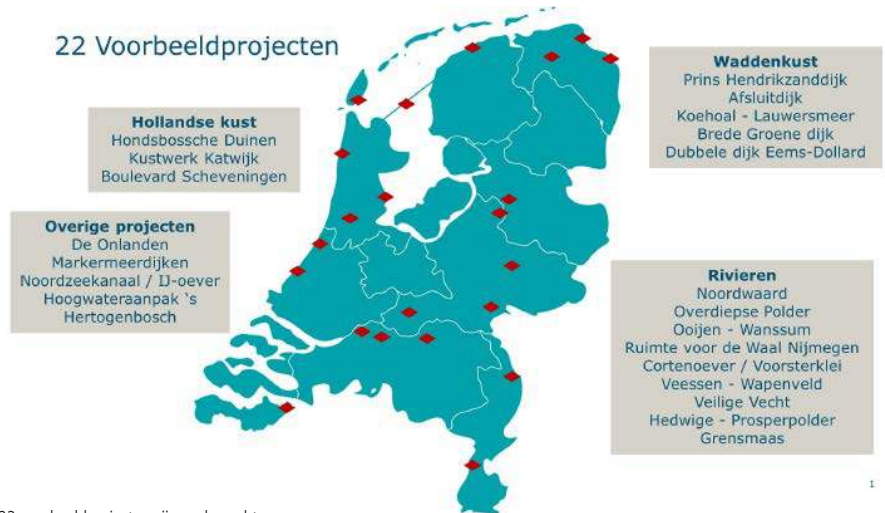 22 Voorbeeldprojecten
Hollandse kust
Hondsbossche Duinen
Kustwerk Katwijk
Boulevard Scheveningen
Overige projecten
De Onlanden
Markermeerdijken
Noordzeekanaal / IJ-oever
Hoogwateraanpak `s
Hertogenbosch
Waddenkust
Prins Hendrikzanddijk
Afsluitdijk
Koehoal - Lauwersmeer
Brede Groene dijk
Dubbele dijk Eems-Dollard
Rivieren
Noordwaard
Overdiepse Polder
Ooijen - Wanssum
Ruimte voor de Waal Nijmegen
Cortenoever / Voorsterklei
Veessen - Wapenveld
Veilige Vecht
Hedwige - Prosperpolder
Grensmaas
1